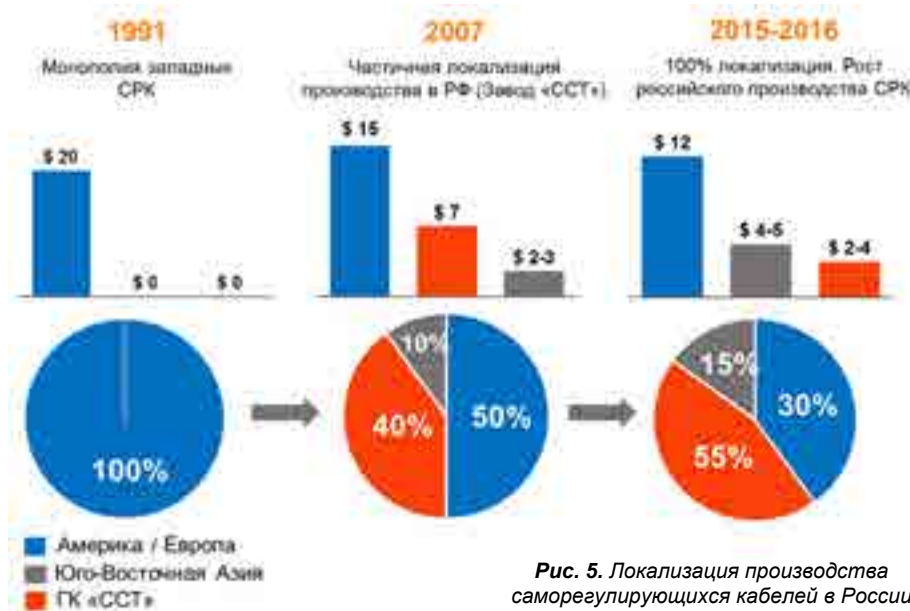 1991
Монополия западные
СРК
2007
Частичная локализация
производства в РФ (Завод «ССТ»)
2015-2016
100% локализация. Рост
российского производства СРК
$ 20
$ 0
$ 0
$ 15
$ 7
$ 2-3
$ 12
$ 4-5
$ 2-4
100%
10%
40%
50%
15%
30%
55%
Америка / Европа
Юго-Восточная Азия
ГК «ССТ»
Рис. 5. Локализация производства
саморегулирующихся кабелей в России